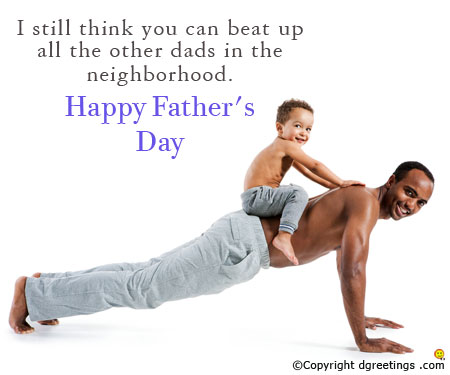 I still think you can beat up
all the other dads in the
neighborhood.
Happy Father's
Day
©Copyright dgreetings .com